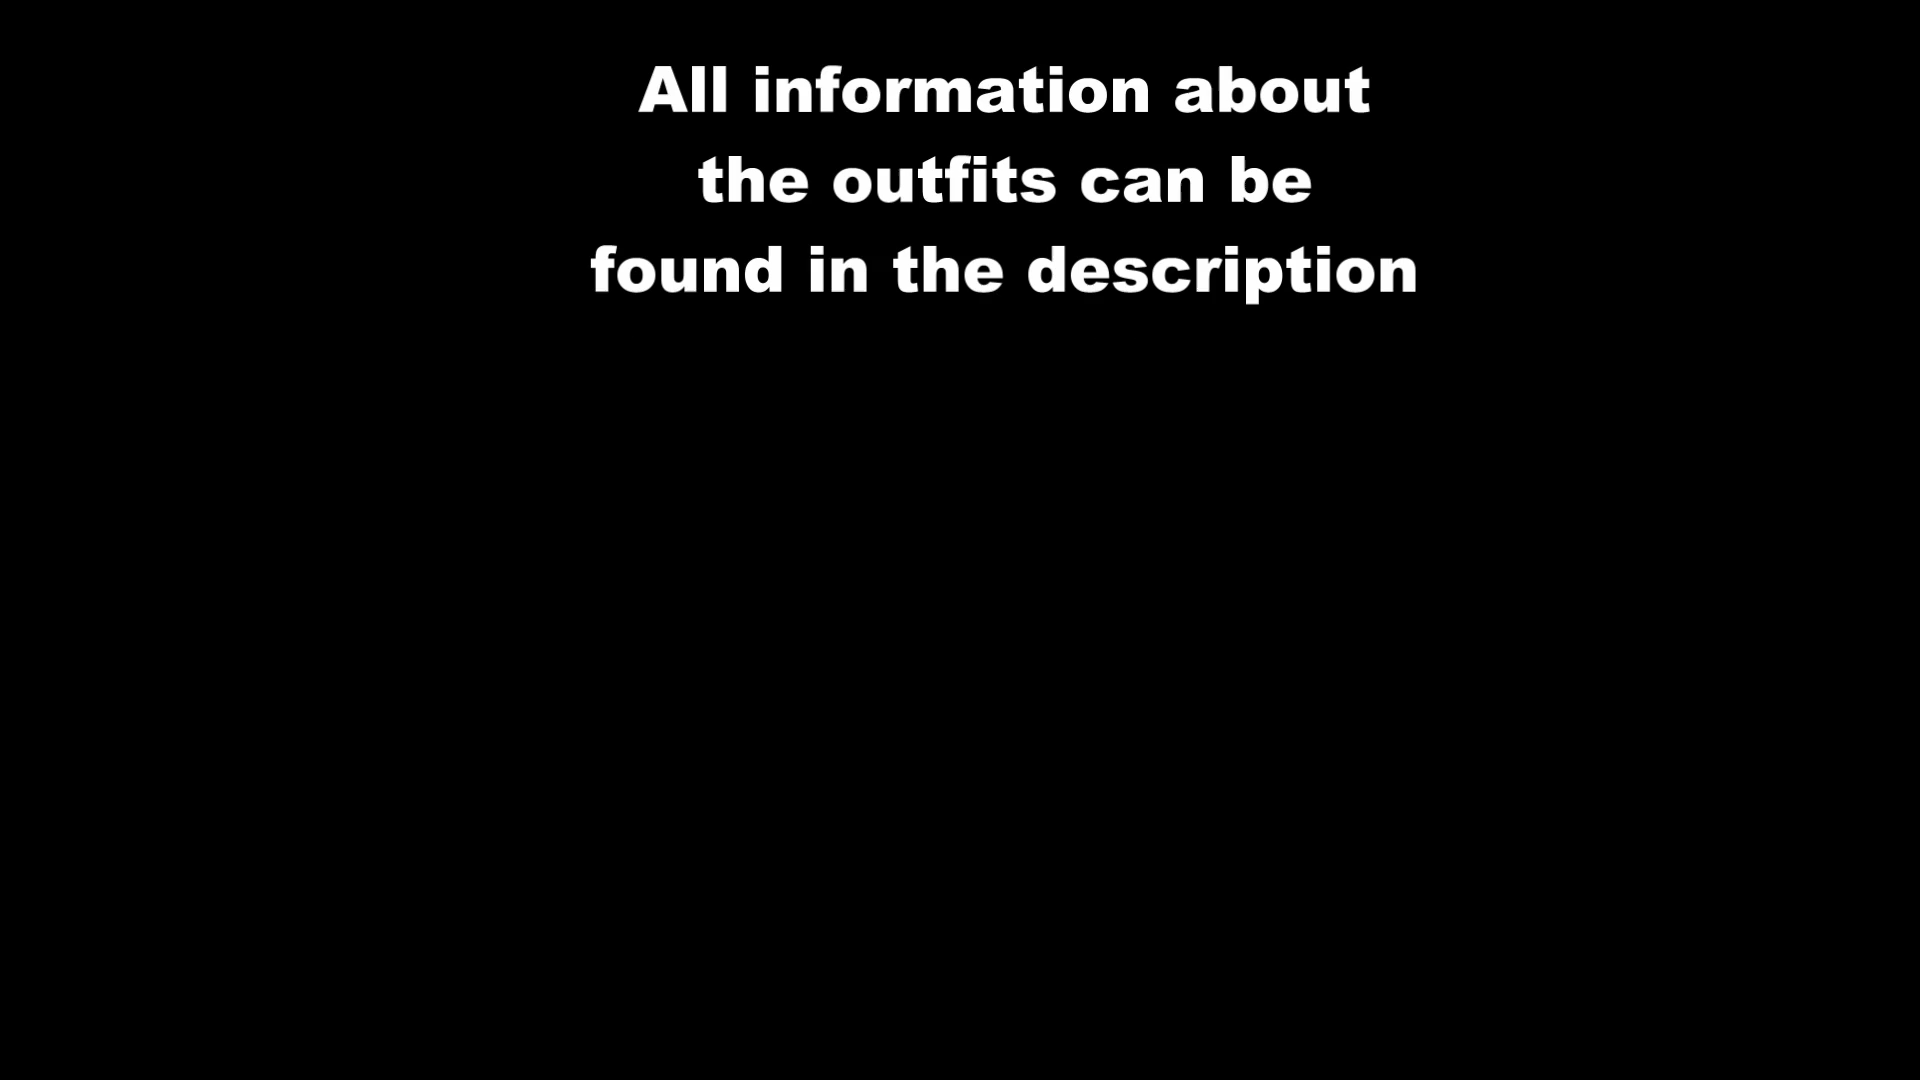 All information about
the outfits can be
found in the description